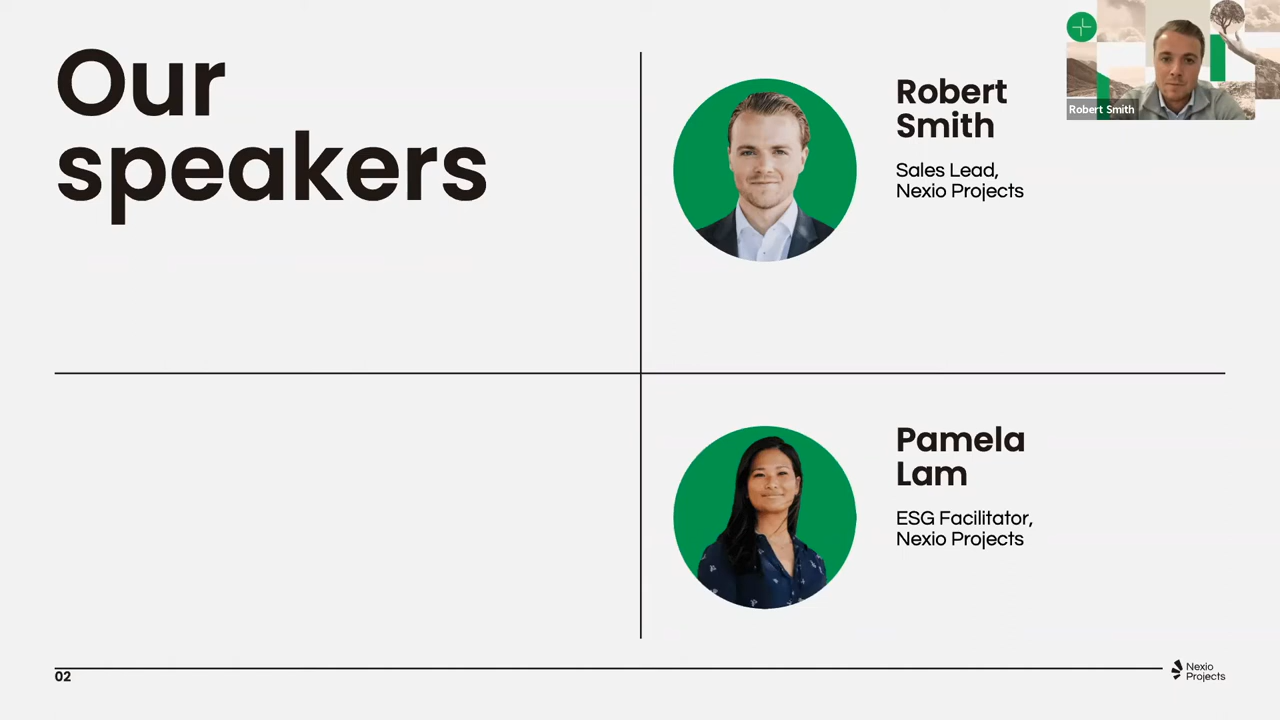 Our
speakers
Robert
Smith
Sales Lead,
Nexio Projects
Robert Smith
Pamela
Lam
ESG Facilitator,
Nexio Projects
02
Nexio
Projects